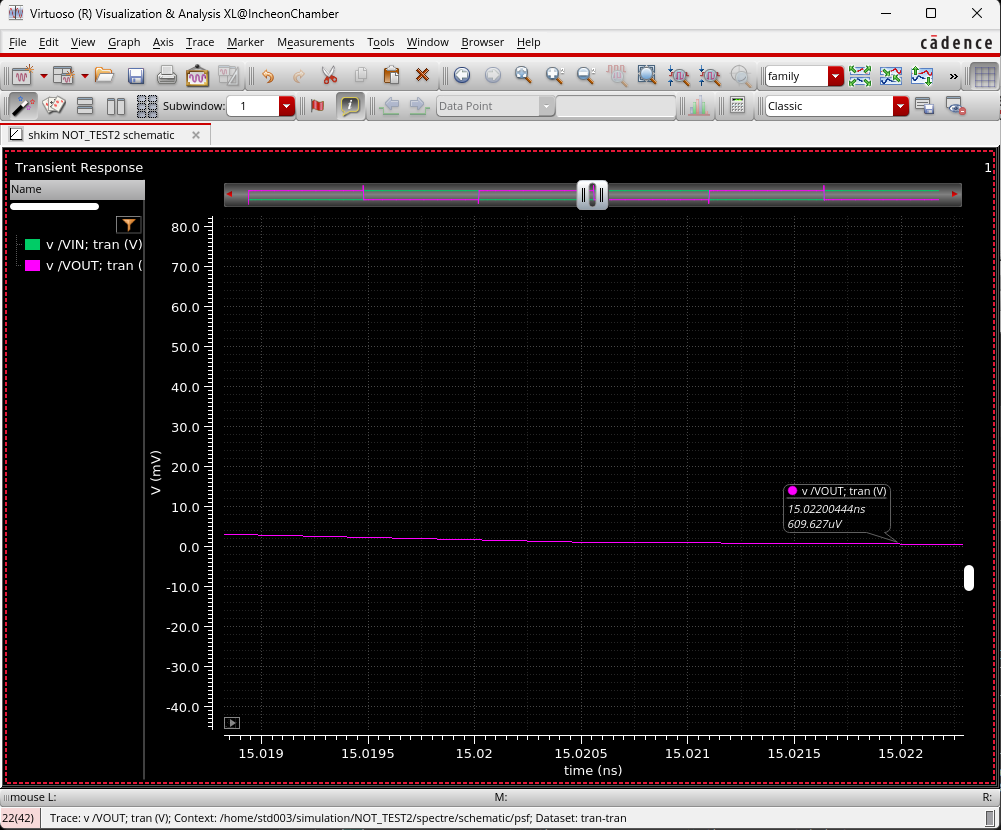 Virtuoso (R) Visualization & Analysis XL@IncheonChamber
File Edit View Graph Axis Trace Marker Measurements Tools Window Browser Help
cādence
family
»
Subwindow: 1
Data Point
Classic
shkim NOT_TEST2 schematic
Transient Response
1
Name
v /VIN; tran (V)
v /VOUT; tran (
80.0
70.0
60.0
50.0
40.0
30.0
20.0
10.0
0.0
-10.0
-20.0
-30.0
-40.0
V (mV)
v /VOUT; tran (V)
15.02200444ns
609.627uV
15.019 15.0195 15.02 15.0205 15.021 15.0215 15.022
time (ns)
mouse L: M: R:
22(42) Trace: v /VOUT; tran (V); Context: /home/std003/simulation/NOT_TEST2/spectre/schematic/psf; Dataset: tran-tran